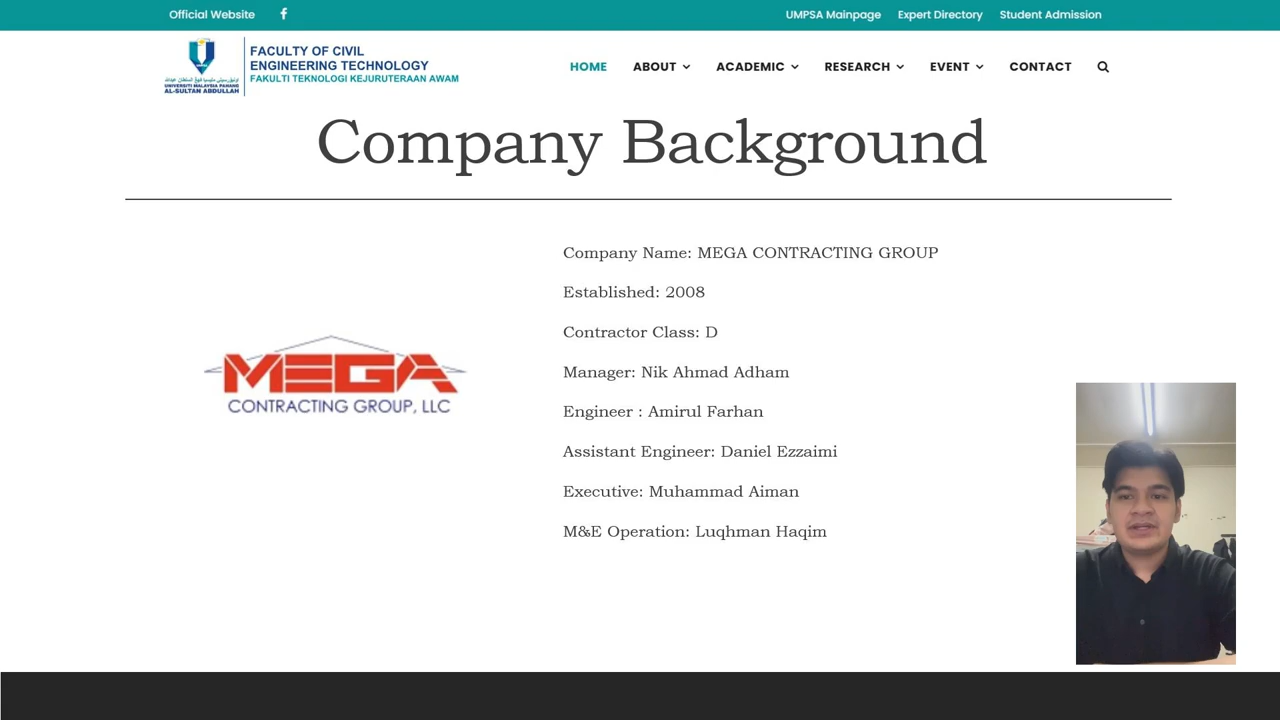 Official Website
UMPSA Mainpage Expert Directory Student Admission
FACULTY OF CIVIL
ENGINEERING TECHNOLOGY
FAKULTI TEKNOLOGI KEJURUTERAAN AWAM
UNIVERSITI MALAYSIA PAHANG
AL-SULTAN ABDULLAH
HOME ABOUT ACADEMIC RESEARCH EVENT CONTACT
Company Background
MEGA
CONTRACTING GROUP, LLC
Company Name: MEGA CONTRACTING GROUP
Established: 2008
Contractor Class: D
Manager: Nik Ahmad Adham
Engineer : Amirul Farhan
Assistant Engineer: Daniel Ezzaimi
Executive: Muhammad Aiman
M&E Operation: Luqhman Haqim